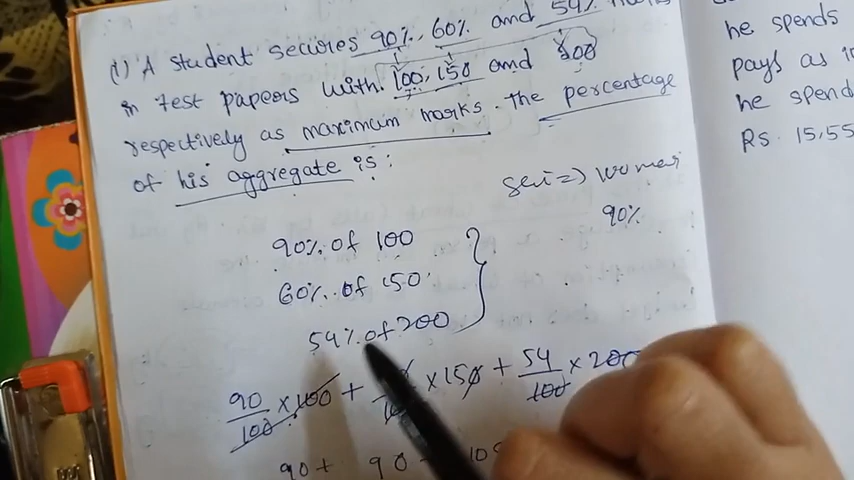 (1) A student secures 90%, 60% and 54%
in test papers with 100, 150 and 200
respectively as maximum marks. the percentage
of his aggregate is:
100
90%
90% of 100
60% of 150
54% of 200
90/100 × 100 + × 150 + 54/100 × 200
90 + 90
he spends
pays as
he spend
Rs. 15,55